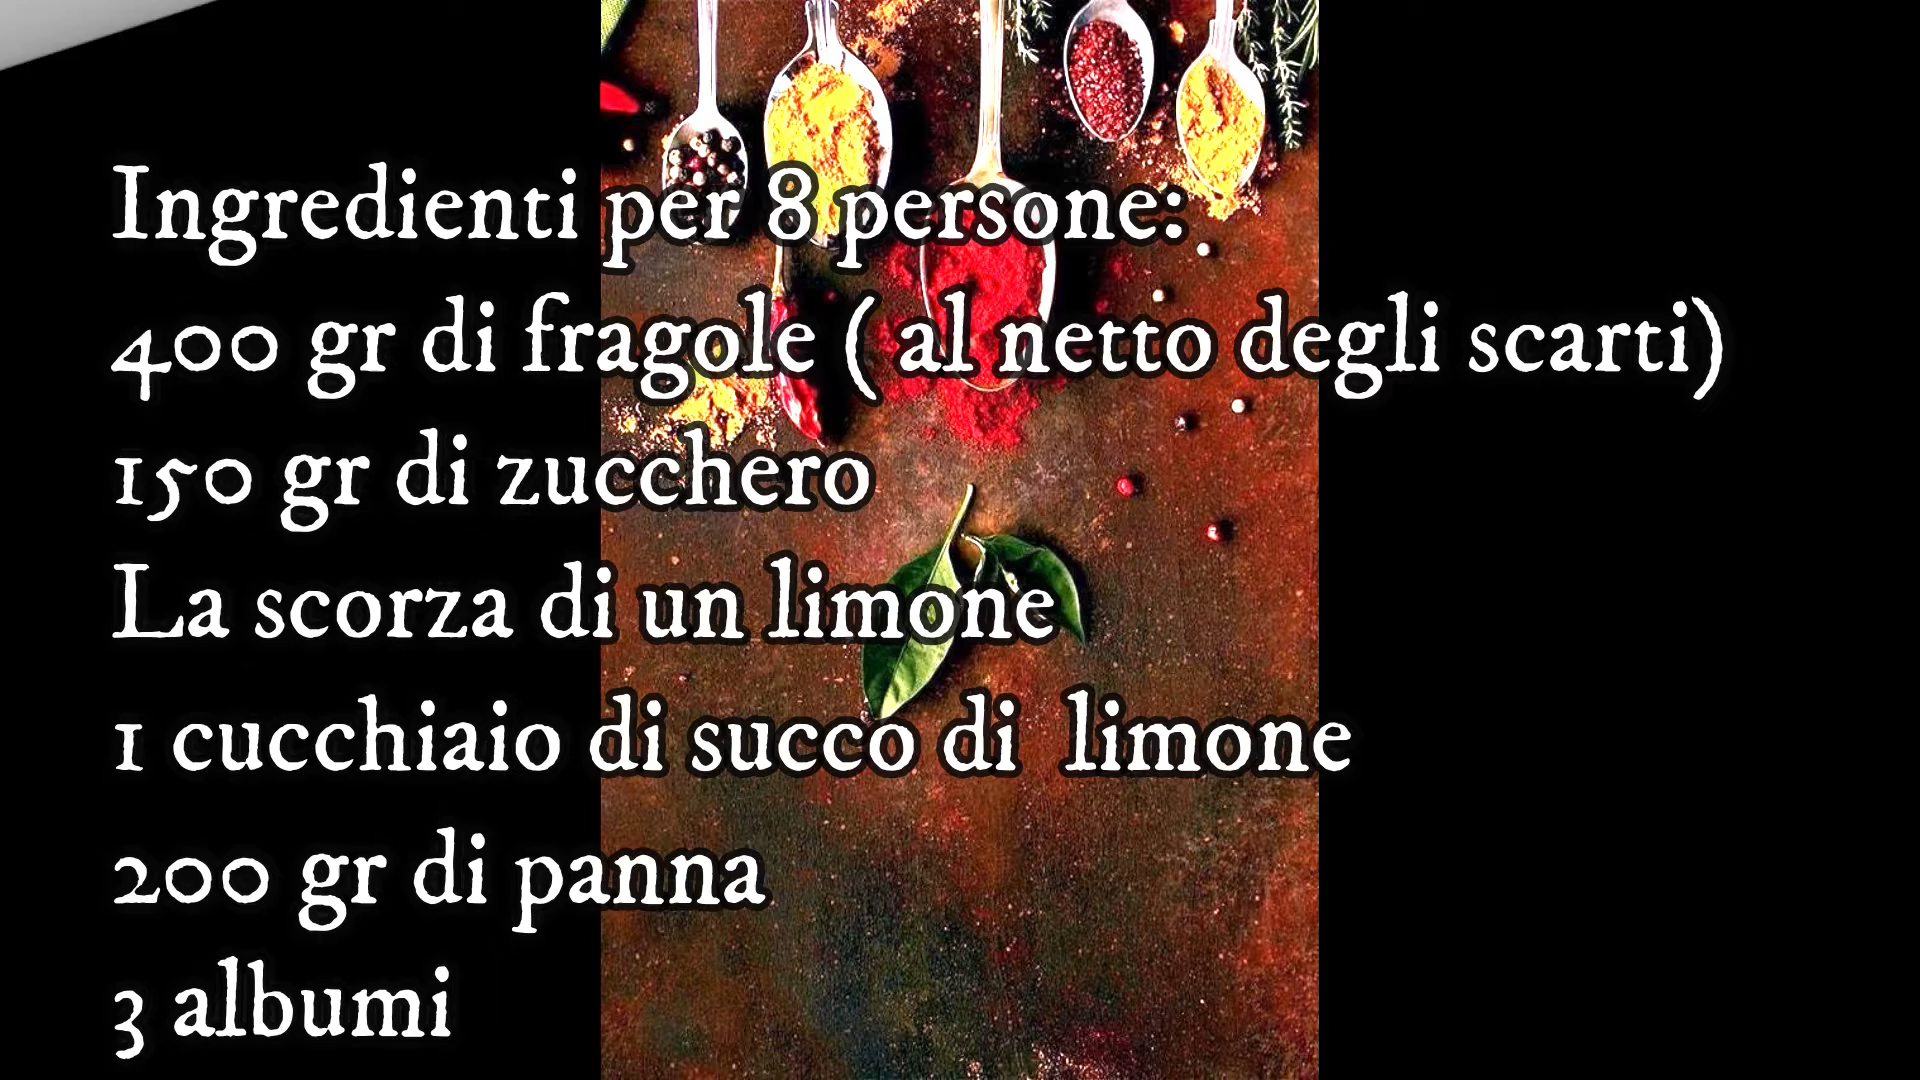 Ingredienti per 8 persone:
400 gr di fragole ( al netto degli scarti)
150 gr di zucchero
La scorza di un limone
1 cucchiaio di succo di  limone
200 gr di panna
3 albumi